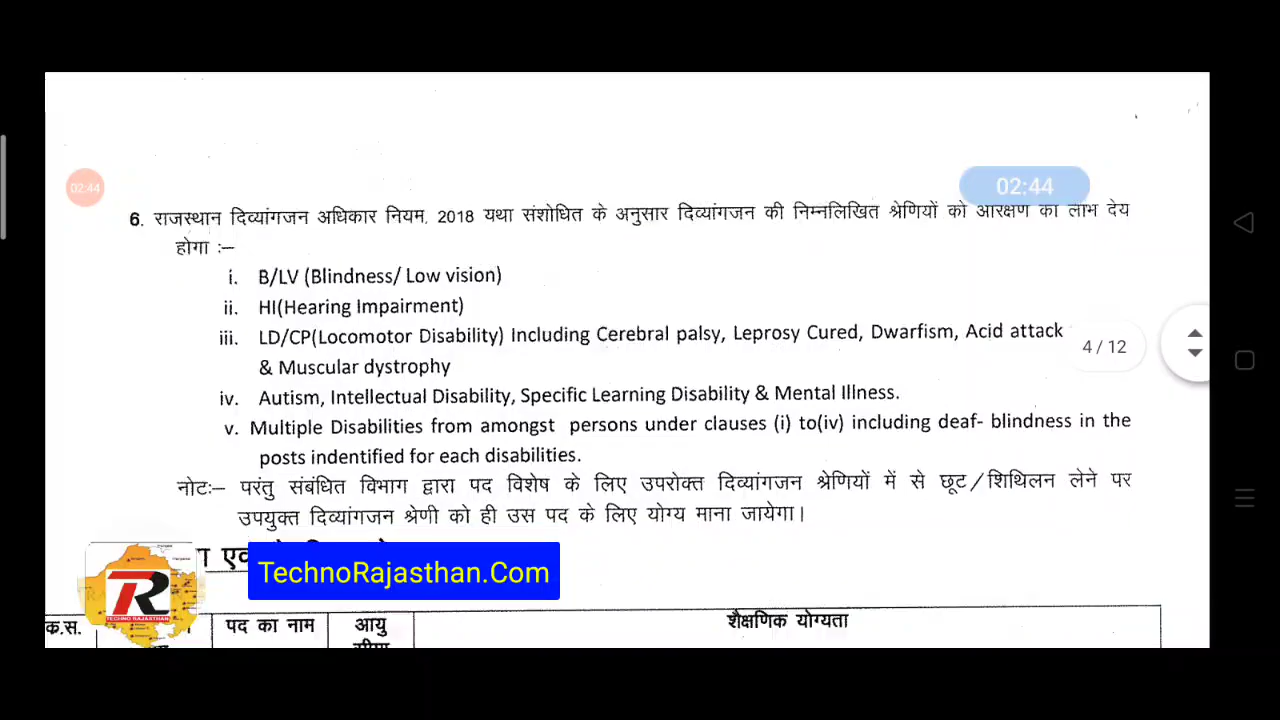 02:44
02:44
6. राजस्थान दिव्यांगजन अधिकार नियम, 2018 यथा संशोधित के अनुसार दिव्यांगजन की निम्नलिखित श्रेणियों को आरक्षण का लाभ देय
होगा :–
i. B/LV (Blindness/ Low vision)
ii. HI(Hearing Impairment)
iii. LD/CP(Locomotor Disability) Including Cerebral palsy, Leprosy Cured, Dwarfism, Acid attack
4 / 12
& Muscular dystrophy
iv. Autism, Intellectual Disability, Specific Learning Disability & Mental Illness.
v. Multiple Disabilities from amongst persons under clauses (i) to(iv) including deaf- blindness in the
posts indentified for each disabilities.
नोटः– परंतु संबंधित विभाग द्वारा पद विशेष के लिए उपरोक्त दिव्यांगजन श्रेणियों में से छूट/शिथिलन लेने पर
उपयुक्त दिव्यांगजन श्रेणी को ही उस पद के लिए योग्य माना जायेगा।
TechnoRajasthan.Com
TR
TECHNO RAJASTHAN
क.स.
पद का नाम
आयु
शैक्षणिक योग्यता